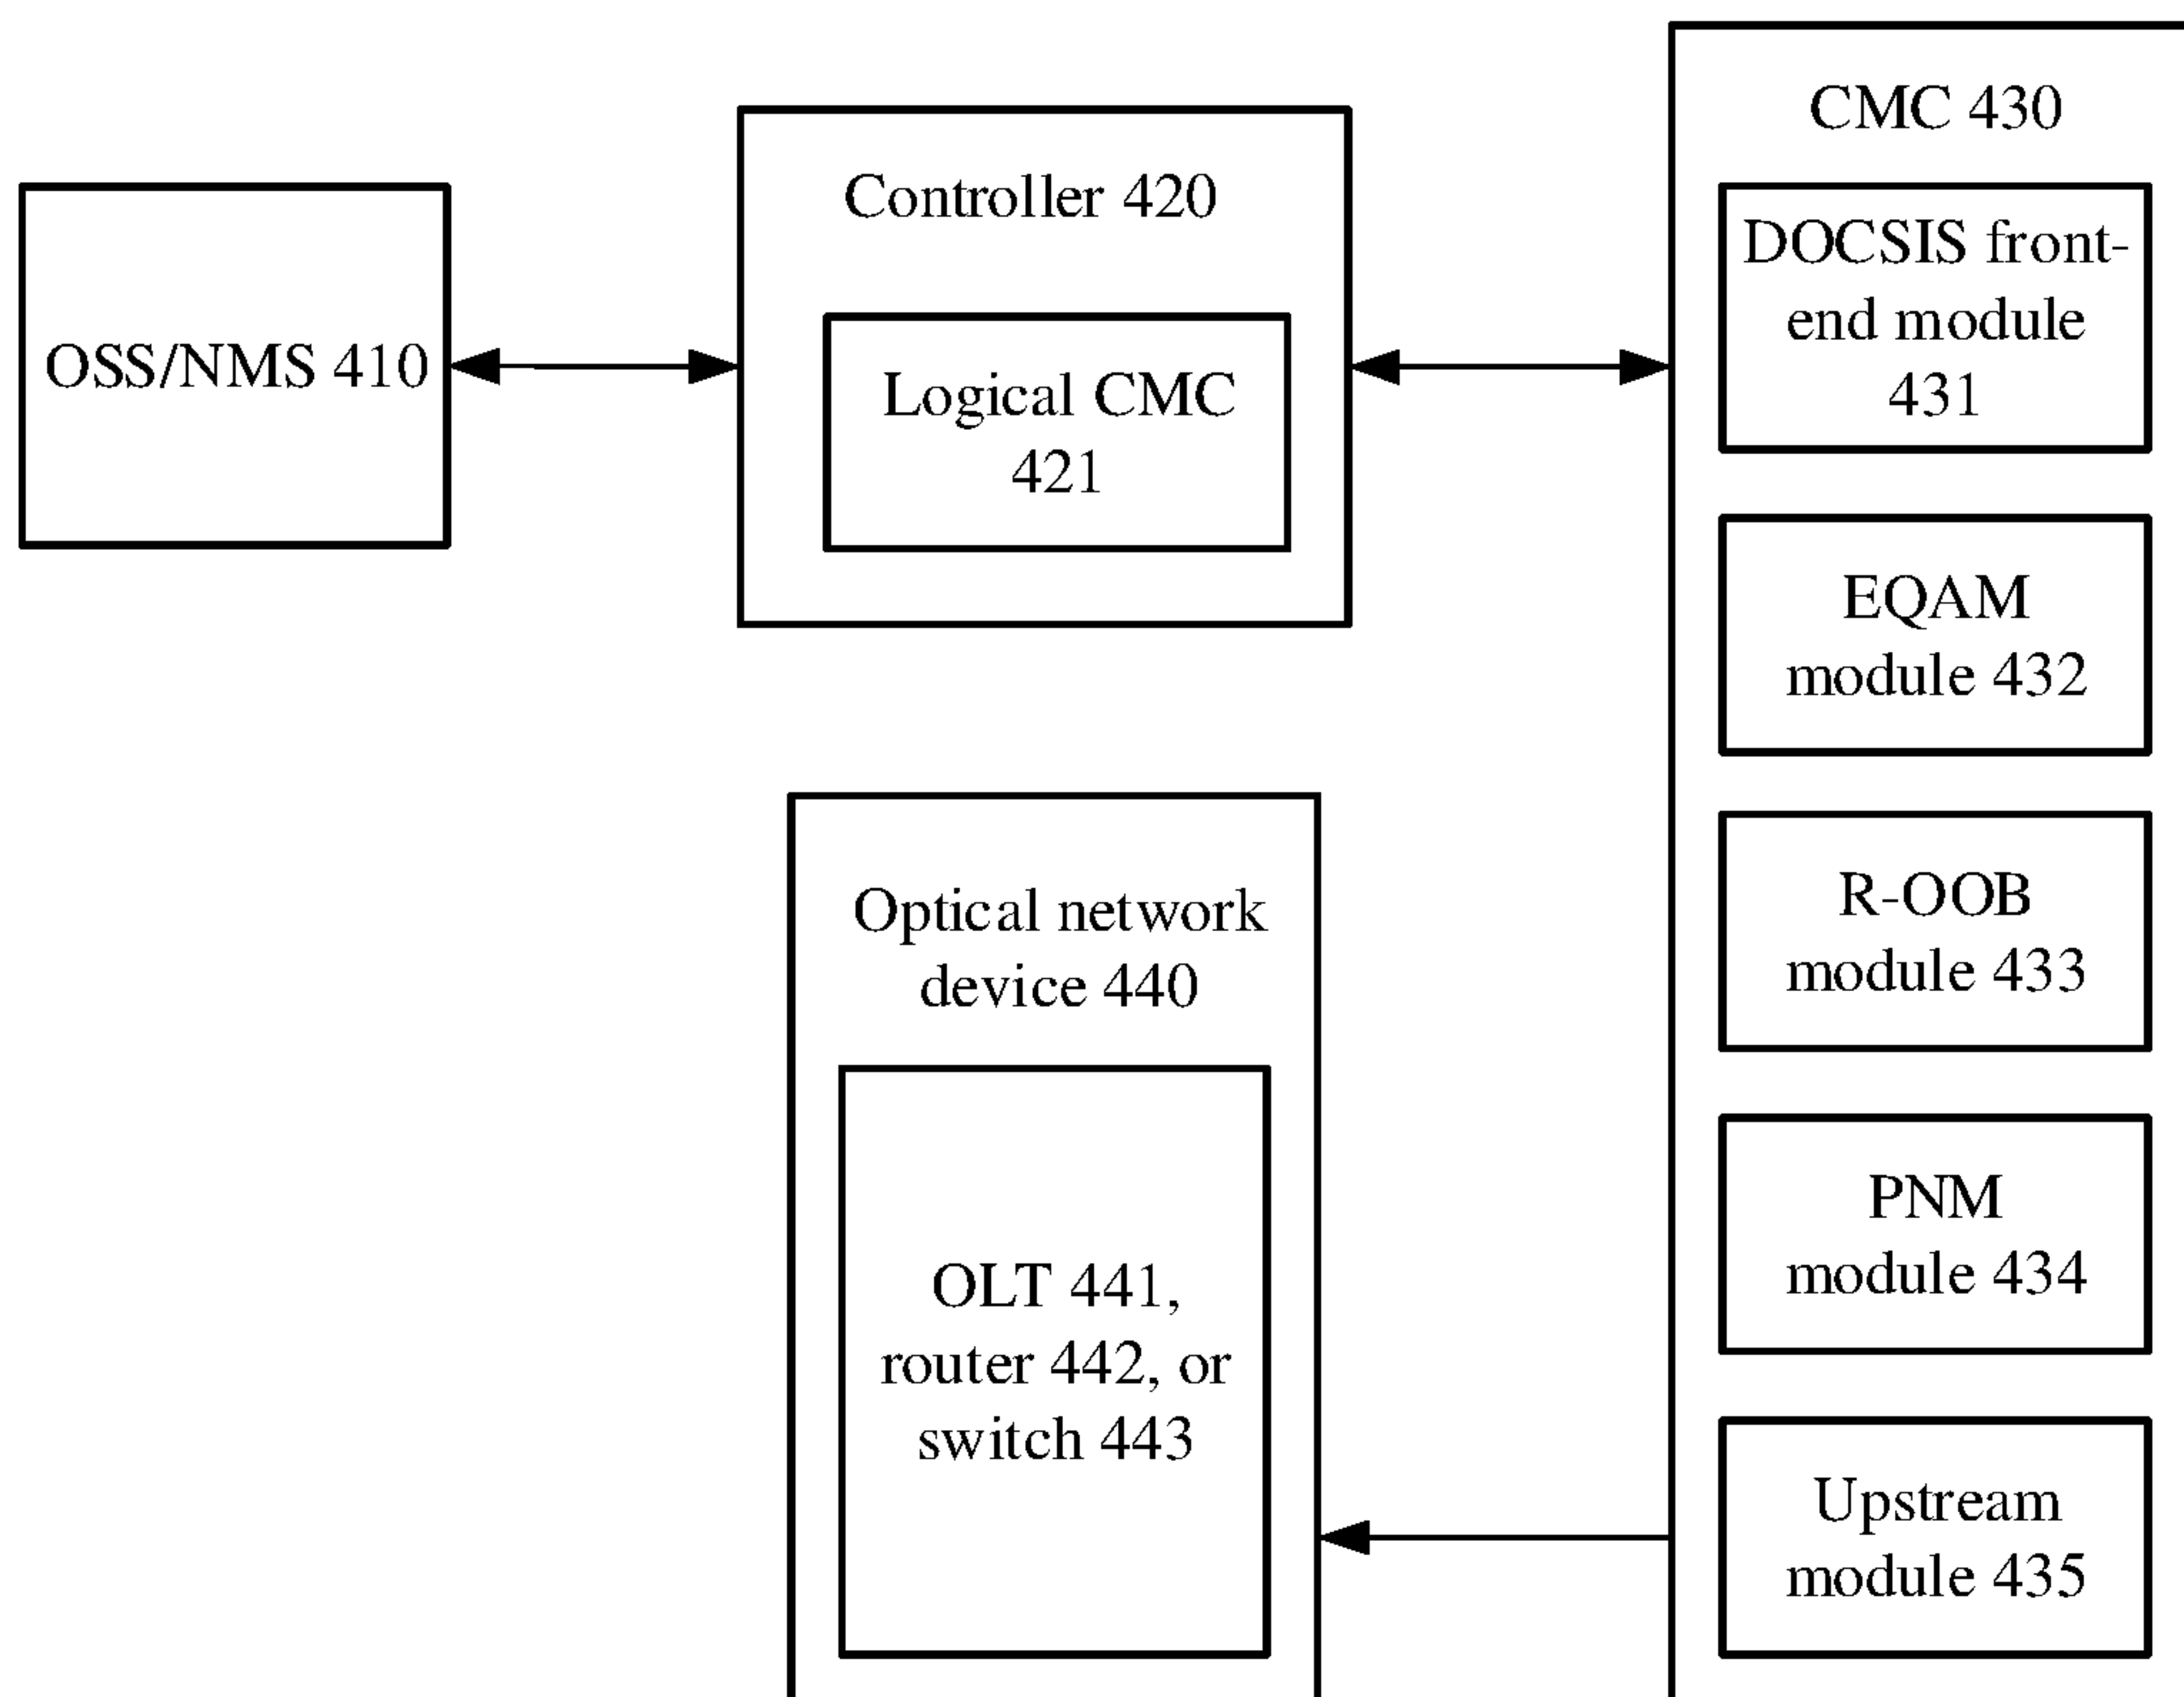 OSS/NMS 410
Controller 420
Logical CMC
421
CMC 430
DOCSIS front-
end module
431
EQAM
module 432
R-OOB
module 433
PNM
module 434
Upstream
module 435
Optical network
device 440
OLT 441,
router 442, or
switch 443